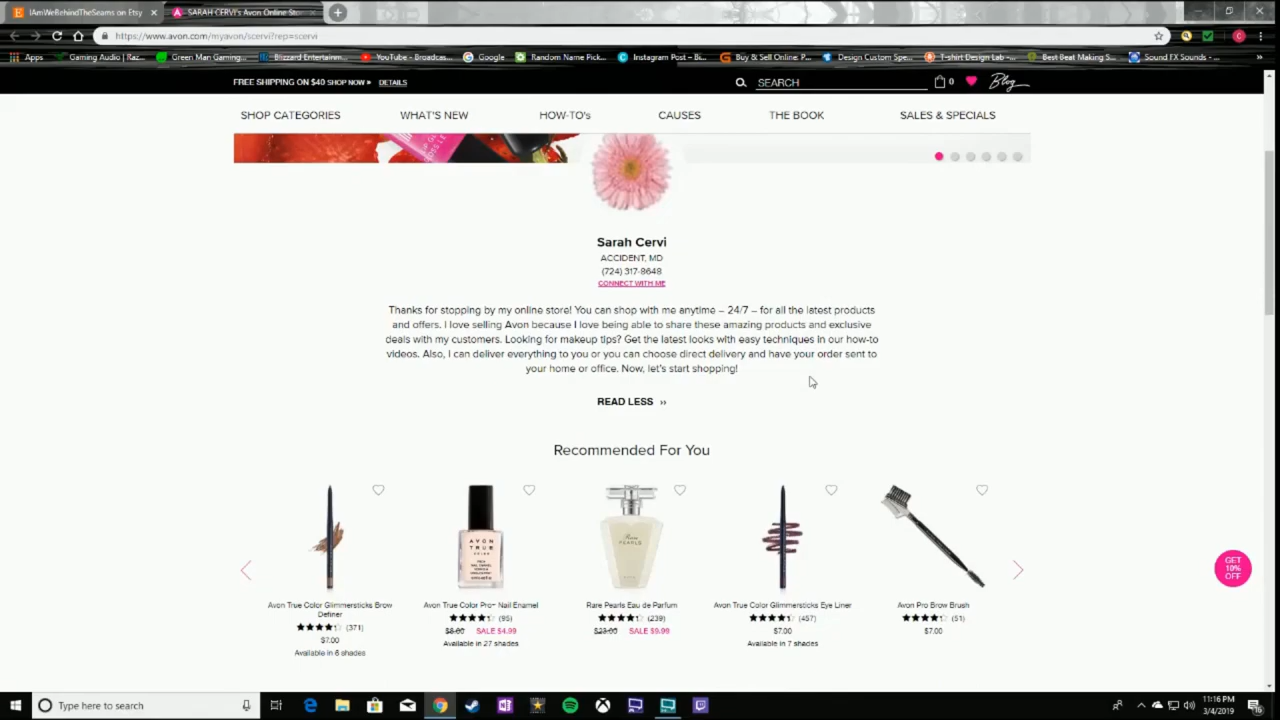 IAmWeBehindTheSeams on Etsy
SARAH CERVI's Avon Online Sto
https://www.avon.com/myavon/scervi?rep=scervi
Apps Gaming Audio | Raz... Green Man Gaming... Blizzard Entertainm... YouTube - Broadcas... Google Random Name Pick... Instagram Post – Bi... Buy & Sell Online: P... Design Custom Spe... T-shirt Design Lab -... Best Beat Making S... Sound FX Sounds - ... »
FREE SHIPPING ON $40 SHOP NOW » DETAILS SEARCH 0 Blog
SHOP CATEGORIES WHAT'S NEW HOW-TO's CAUSES THE BOOK SALES & SPECIALS
Sarah Cervi
ACCIDENT, MD
(724) 317-8648
CONNECT WITH ME
Thanks for stopping by my online store! You can shop with me anytime – 24/7 – for all the latest products
and offers. I love selling Avon because I love being able to share these amazing products and exclusive
deals with my customers. Looking for makeup tips? Get the latest looks with easy techniques in our how-to
videos. Also, I can deliver everything to you or you can choose direct delivery and have your order sent to
your home or office. Now, let's start shopping!
READ LESS »
Recommended For You
AVON
TRUE
Rare
PEARLS
GET
10%
OFF
Avon True Color Glimmersticks Brow
Definer
(371)
$7.00
Available in 6 shades
Avon True Color Pro+ Nail Enamel
(95)
$8.00 SALE $4.99
Available in 27 shades
Rare Pearls Eau de Parfum
(239)
$23.00 SALE $9.99
Avon True Color Glimmersticks Eye Liner
(457)
$7.00
Available in 7 shades
Avon Pro Brow Brush
(51)
$7.00
Type here to search
11:16 PM
3/4/2019